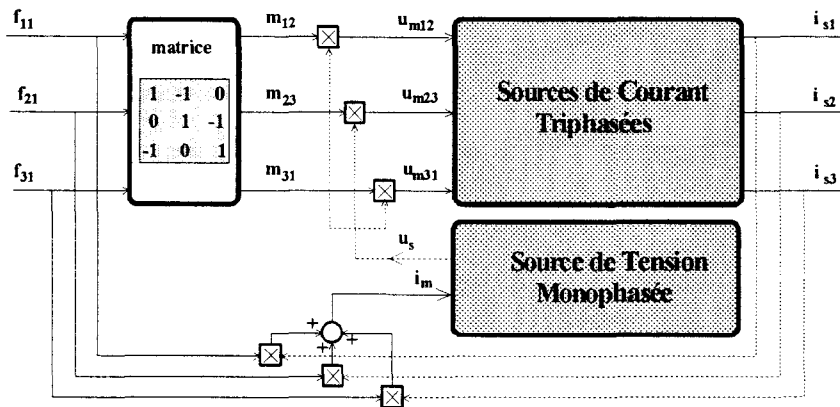 f11 m12 um12 is1
matrice
1 -1 0
0 1 -1
-1 0 1
f21 m23 um23 is2
Sources de Courant
Triphasées
f31 m31 um31 is3
us
Source de Tension
Monophasée
im
+ +
+